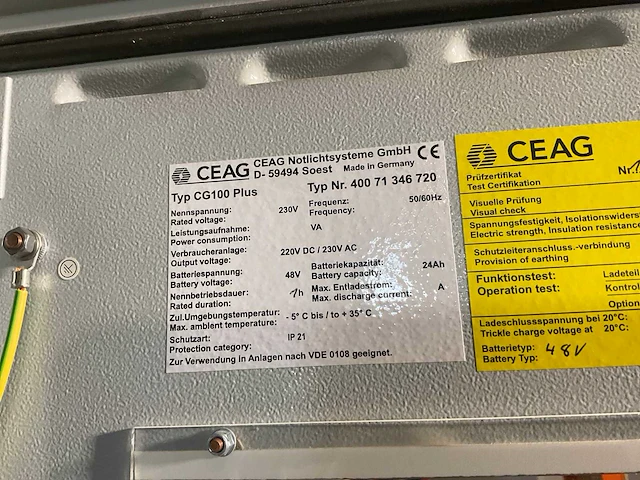 CEAG CEAG Notlichtsysteme GmbH
D- 59494 Soest Made in Germany CE
Typ CG100 Plus Typ Nr. 400 71 346 720
Nennspannung: 230V Frequenz: 50/60Hz
Rated voltage: Frequency:
Leistungsaufnahme: VA
Power consumption:
Verbraucheranlage: 220V DC / 230V AC
Output voltage:
Batteriespannung: 48V Batteriekapazität: 24Ah
Battery voltage: Battery capacity:
Nennbetriebsdauer: 1h Max. Entladestrom: A
Rated duration: Max. discharge current:
Zul.Umgebungstemperatur: - 5° C bis / to + 35° C
Max. ambient temperature:
Schutzart: IP 21
Protection category:
Zur Verwendung in Anlagen nach VDE 0108 geeignet.
CEAG
Prüfzertifikat Nr.
Test Certifikation
Visuelle Prüfung
Visual check
Spannungsfestigkeit, Isolationswiders
Electric strength, Insulation resistance
Schutzleiteranschluss.-verbindung
Provision of earthing
Funktionstest: Ladeteil
Operation test: Kontrol
Option
Ladeschlussspannung bei 20°C:
Trickle charge voltage at 20°C:
Batterietyp: 48V
Battery Typ: